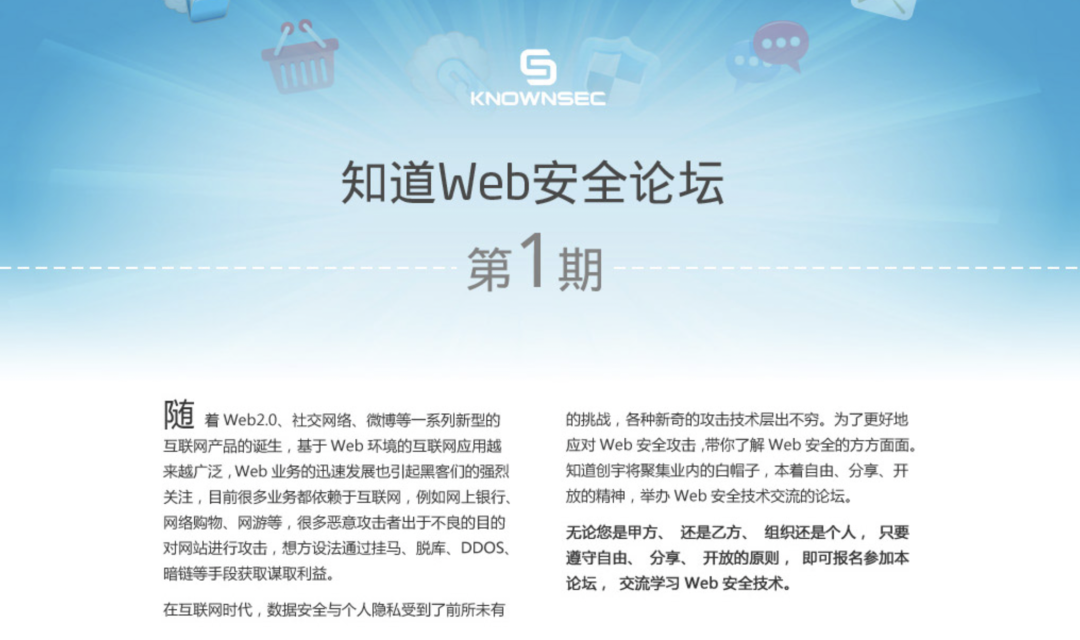 KNOWNSEC
知道Web安全论坛
第1期
随着 Web2.0、社交网络、微博等一系列新型的
互联网产品的诞生，基于 Web 环境的互联网应用越
来越广泛，Web 业务的迅速发展也引起黑客们的强烈
关注，目前很多业务都依赖于互联网，例如网上银行、
网络购物、网游等，很多恶意攻击者出于不良的目的
对网站进行攻击，想方设法通过挂马、脱库、DDOS、
暗链等手段获取谋取利益。
在互联网时代，数据安全与个人隐私受到了前所未有
的挑战，各种新奇的攻击技术层出不穷。为了更好地
应对 Web 安全攻击，带你了解 Web 安全的方方面面。
知道创宇将聚集业内的白帽子，本着自由、分享、开
放的精神，举办 Web 安全技术交流的论坛。
无论您是甲方、 还是乙方、 组织还是个人， 只要
遵守自由、 分享、 开放的原则， 即可报名参加本
论坛， 交流学习 Web 安全技术。